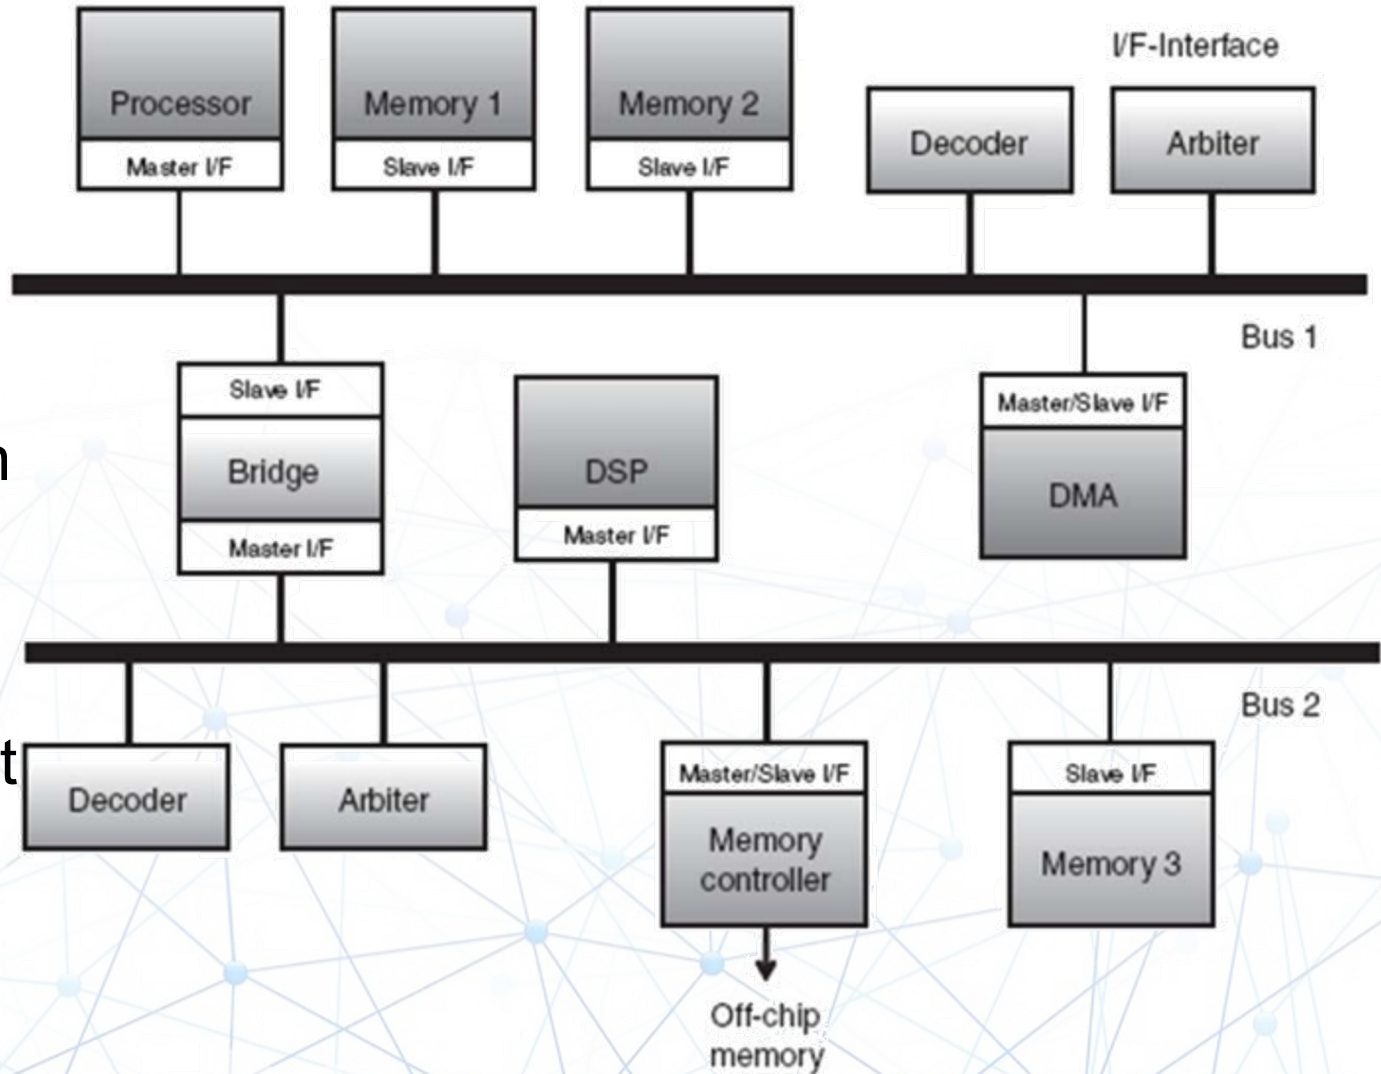 I/F-Interface
Processor
Master I/F
Memory 1
Slave I/F
Memory 2
Slave I/F
Decoder
Arbiter
Bus 1
Slave I/F
Bridge
Master I/F
DSP
Master I/F
Master/Slave I/F
DMA
n
Bus 2
t
Decoder
Arbiter
Master/Slave I/F
Memory
controller
Slave I/F
Memory 3
Off-chip
memory